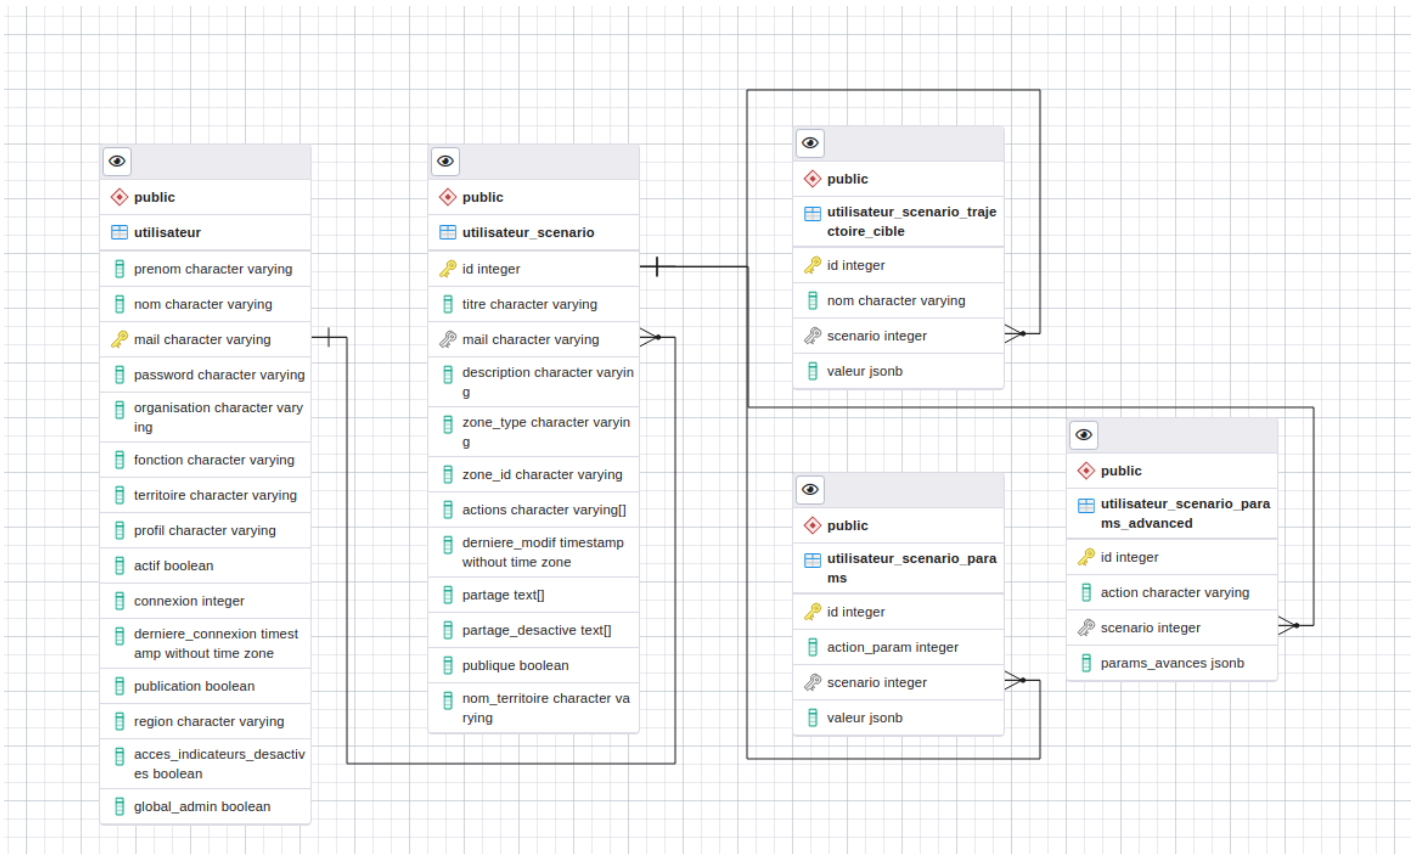 public
utilisateur
prenom character varying
nom character varying
mail character varying
password character varying
organisation character vary
ing
fonction character varying
territoire character varying
profil character varying
actif boolean
connexion integer
derniere_connexion timest
amp without time zone
publication boolean
region character varying
acces_indicateurs_desactiv
es boolean
global_admin boolean
public
utilisateur_scenario
id integer
titre character varying
mail character varying
description character varyin
g
zone_type character varyin
g
zone_id character varying
actions character varying[]
derniere_modif timestamp
without time zone
partage text[]
partage_desactive text[]
publique boolean
nom_territoire character va
rying
public
utilisateur_scenario_traje
ctoire_cible
id integer
nom character varying
scenario integer
valeur jsonb
public
utilisateur_scenario_para
ms
id integer
action_param integer
scenario integer
valeur jsonb
public
utilisateur_scenario_para
ms_advanced
id integer
action character varying
scenario integer
params_avances jsonb